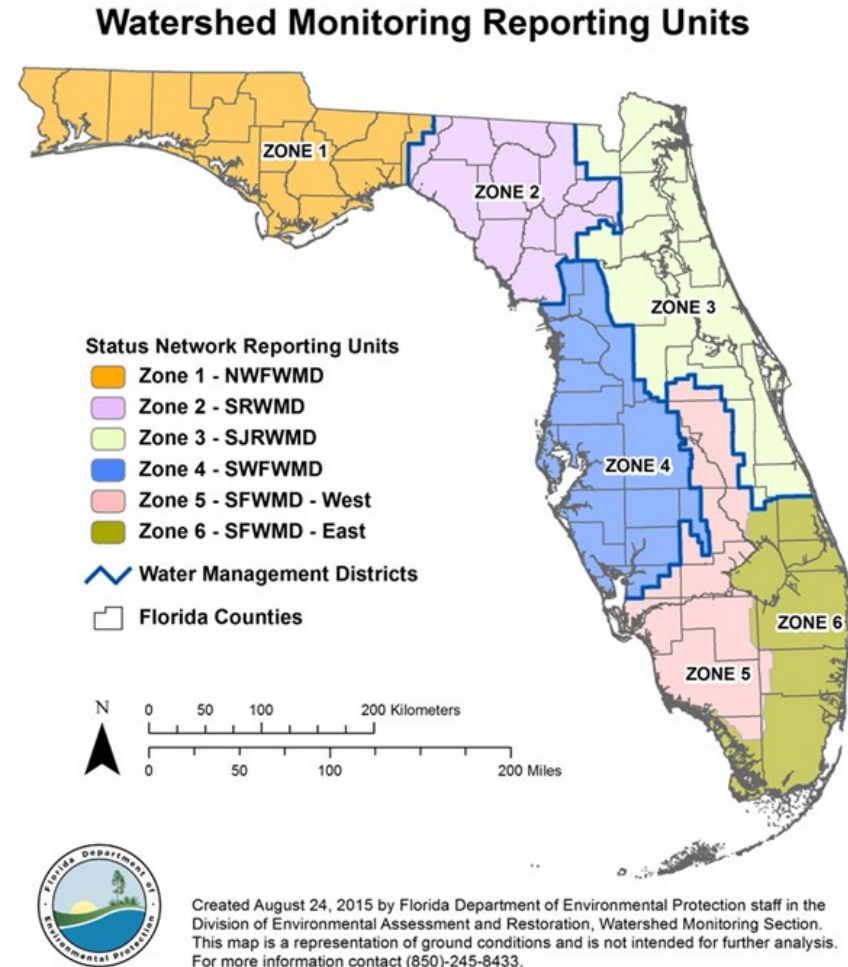 Watershed Monitoring Reporting Units
ZONE 1
ZONE 2
ZONE 3
ZONE 4
ZONE 5
ZONE 6
Status Network Reporting Units
Zone 1 - NWFWMD
Zone 2 - SRWMD
Zone 3 - SJRWMD
Zone 4 - SWFWMD
Zone 5 - SFWMD - West
Zone 6 - SFWMD - East
Water Management Districts
Florida Counties
N
0 50 100 200 Kilometers
0 50 100 200 Miles
Florida Department of
Environmental Protection
Created August 24, 2015 by Florida Department of Environmental Protection staff in the
Division of Environmental Assessment and Restoration, Watershed Monitoring Section.
This map is a representation of ground conditions and is not intended for further analysis.
For more information contact (850)-245-8433.